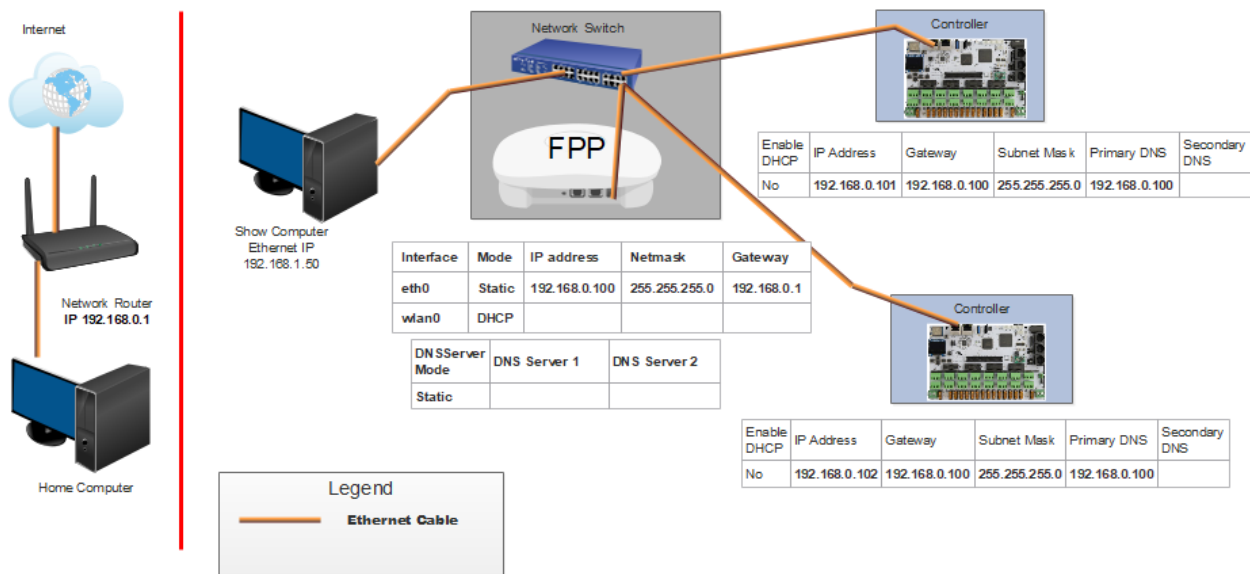 Internet
Network Router
IP 192.168.0.1
Home Computer
Show Computer
Ethernet IP
192.168.1.50
Network Switch
FPP
Interface Mode IP address Netmask Gateway
eth0 Static 192.168.0.100 255.255.255.0 192.168.0.1
wlan0 DHCP
DNSServer Mode DNS Server 1 DNS Server 2
Static
Controller
Enable DHCP IP Address Gateway Subnet Mask Primary DNS Secondary DNS
No 192.168.0.101 192.168.0.100 255.255.255.0 192.168.0.100
Controller
Enable DHCP IP Address Gateway Subnet Mask Primary DNS Secondary DNS
No 192.168.0.102 192.168.0.100 255.255.255.0 192.168.0.100
Legend
Ethernet Cable